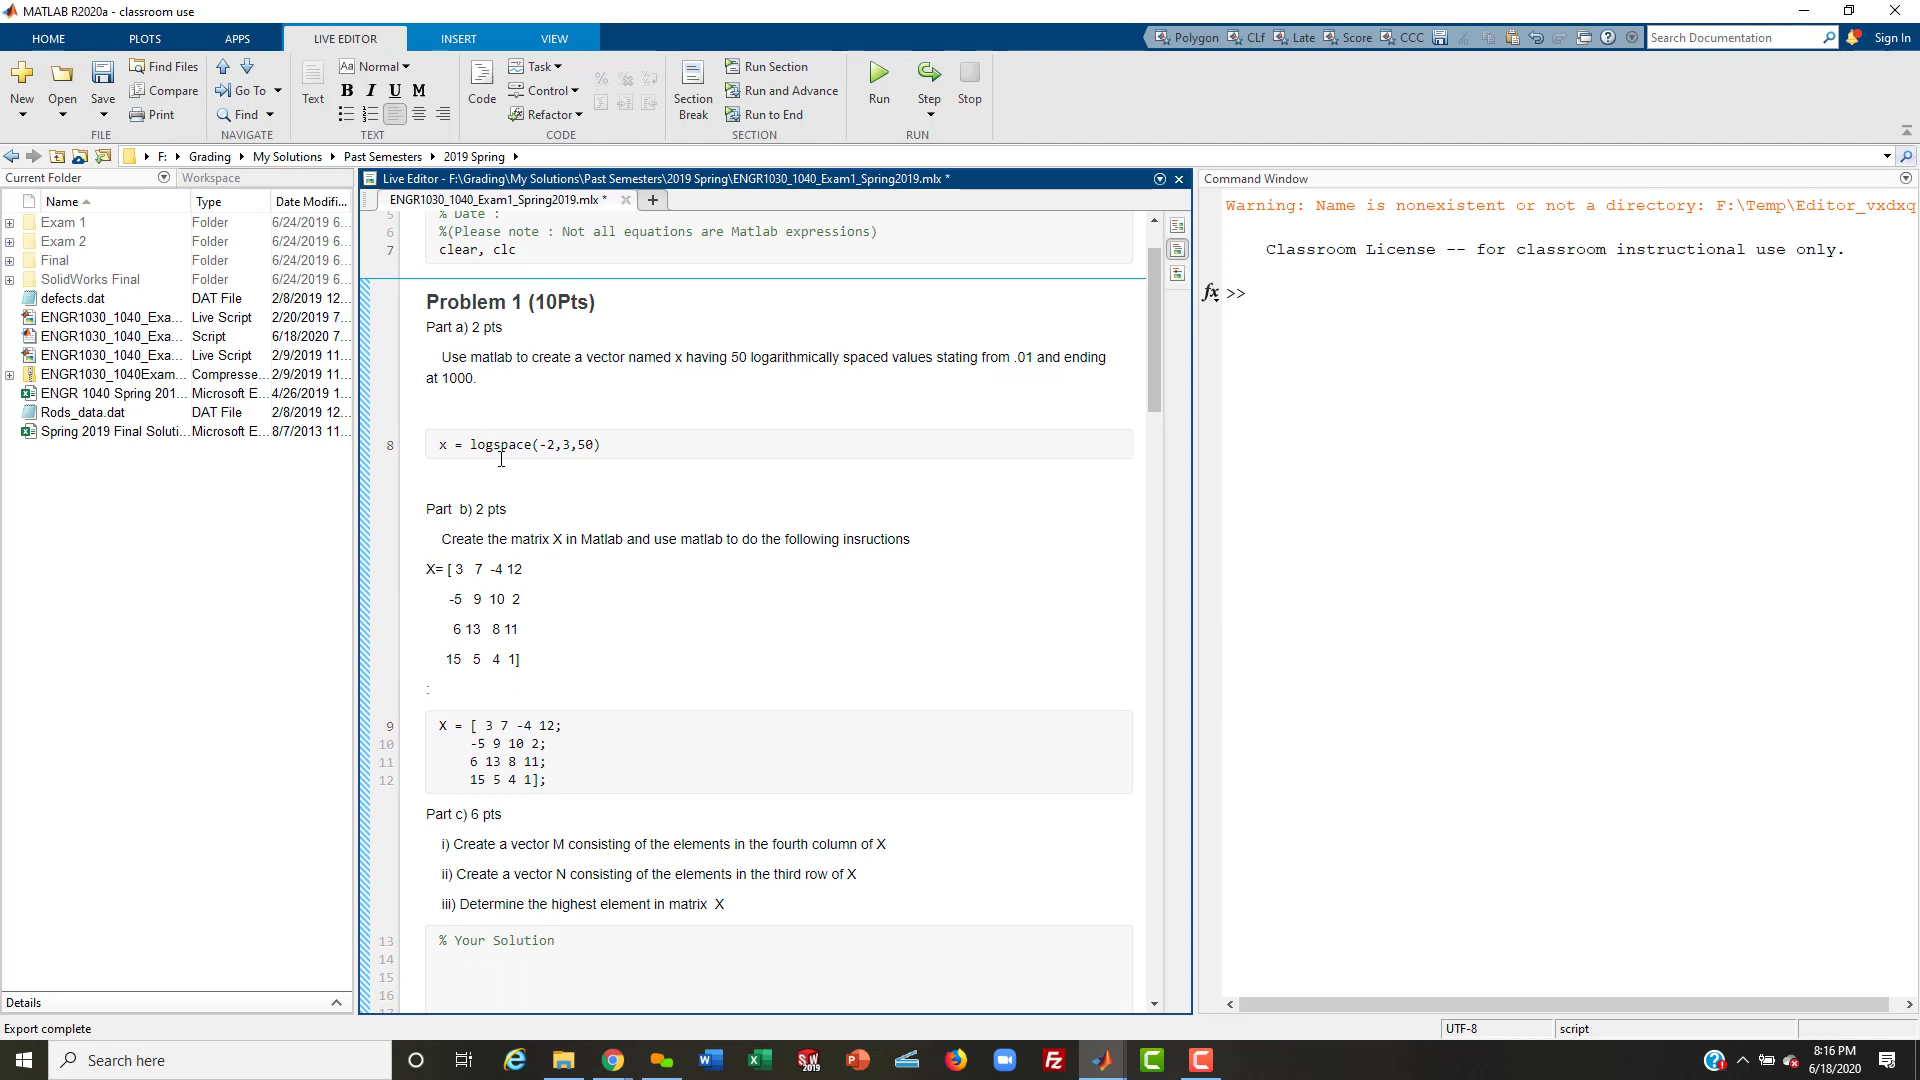 MATLAB R2020a - classroom use
HOME PLOTS APPS LIVE EDITOR INSERT VIEW
Polygon CLf Late Score CCC Search Documentation Sign In
New Open Save Find Files Compare Print
FILE
Go To Find
NAVIGATE
Text Normal B I U M
TEXT
Code Task Control Refactor
CODE
Section Break Run Section Run and Advance Run to End
SECTION
Run Step Stop
RUN
F: Grading My Solutions Past Semesters 2019 Spring
Current Folder Workspace
Name Type Date Modifi...
Exam 1 Folder 6/24/2019 6...
Exam 2 Folder 6/24/2019 6...
Final Folder 6/24/2019 6...
SolidWorks Final Folder 6/24/2019 6...
defects.dat DAT File 2/8/2019 12...
ENGR1030_1040_Exa... Live Script 2/20/2019 7...
ENGR1030_1040_Exa... Script 6/18/2020 7...
ENGR1030_1040_Exa... Live Script 2/9/2019 11...
ENGR1030_1040Exam... Compresse... 2/9/2019 11...
ENGR 1040 Spring 201... Microsoft E... 4/26/2019 1...
Rods_data.dat DAT File 2/8/2019 12...
Spring 2019 Final Soluti... Microsoft E... 8/7/2013 11...
Details
Export complete
Live Editor - F:\Grading\My Solutions\Past Semesters\2019 Spring\ENGR1030_1040_Exam1_Spring2019.mlx *
ENGR1030_1040_Exam1_Spring2019.mlx *
5 % Date :
6 %(Please note : Not all equations are Matlab expressions)
7 clear, clc
Problem 1 (10Pts)
Part a) 2 pts
Use matlab to create a vector named x having 50 logarithmically spaced values stating from .01 and ending
at 1000.
8 x = logspace(-2,3,50)
Part b) 2 pts
Create the matrix X in Matlab and use matlab to do the following insructions
X= [ 3 7 -4 12
-5 9 10 2
6 13 8 11
15 5 4 1]
:
9 X = [ 3 7 -4 12;
10 -5 9 10 2;
11 6 13 8 11;
12 15 5 4 1];
Part c) 6 pts
i) Create a vector M consisting of the elements in the fourth column of X
ii) Create a vector N consisting of the elements in the third row of X
iii) Determine the highest element in matrix X
13 % Your Solution
14
15
16
Command Window
Warning: Name is nonexistent or not a directory: F:\Temp\Editor_vxdxq
Classroom License -- for classroom instructional use only.
fx >>
UTF-8 script
Search here
8:16 PM
6/18/2020